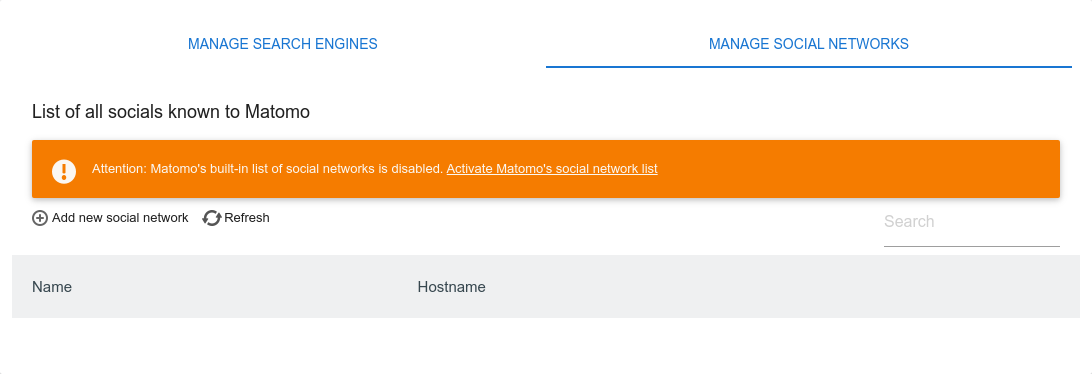 MANAGE SEARCH ENGINES MANAGE SOCIAL NETWORKS
List of all socials known to Matomo
Attention: Matomo's built-in list of social networks is disabled. Activate Matomo's social network list
Add new social network Refresh Search
Name Hostname